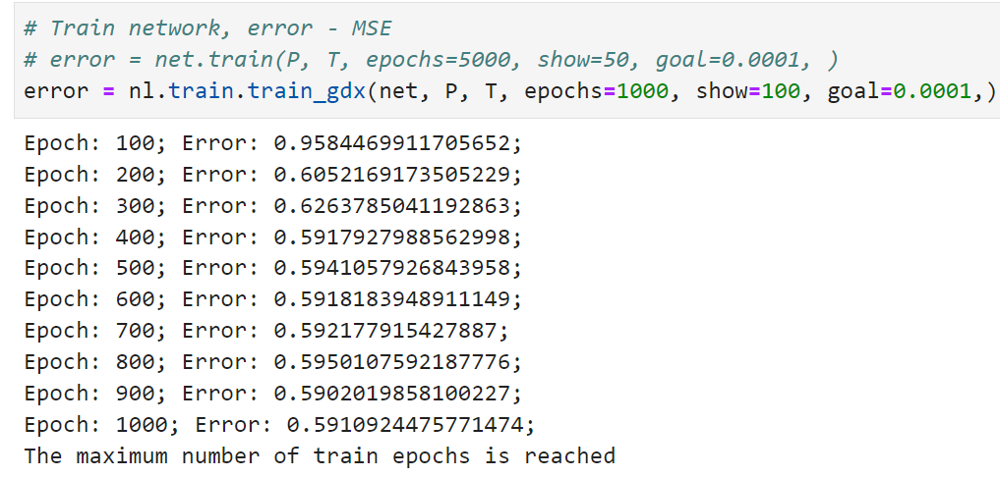 # Train network, error - MSE
# error = net.train(P, T, epochs=5000, show=50, goal=0.0001, )
error = nl.train.train_gdx(net, P, T, epochs=1000, show=100, goal=0.0001,)
Epoch: 100; Error: 0.9584469911705652;
Epoch: 200; Error: 0.6052169173505229;
Epoch: 300; Error: 0.6263785041192863;
Epoch: 400; Error: 0.5917927988562998;
Epoch: 500; Error: 0.5941057926843958;
Epoch: 600; Error: 0.5918183948911149;
Epoch: 700; Error: 0.592177915427887;
Epoch: 800; Error: 0.5950107592187776;
Epoch: 900; Error: 0.5902019858100227;
Epoch: 1000; Error: 0.5910924475771474;
The maximum number of train epochs is reached